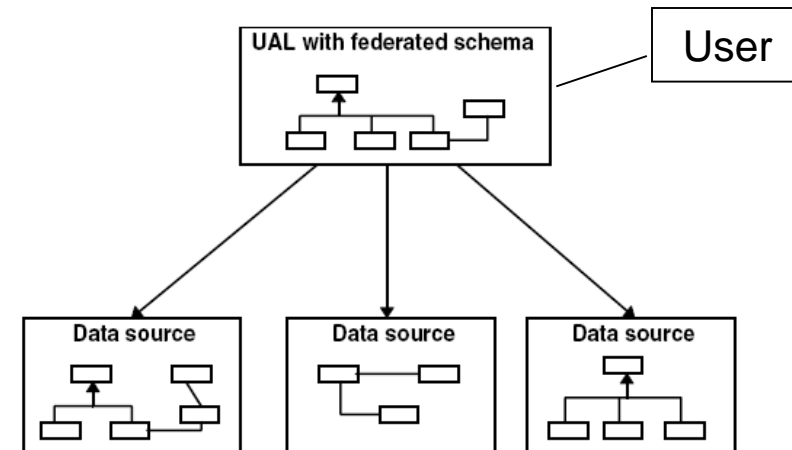 UAL with federated schema
User
Data source
Data source
Data source